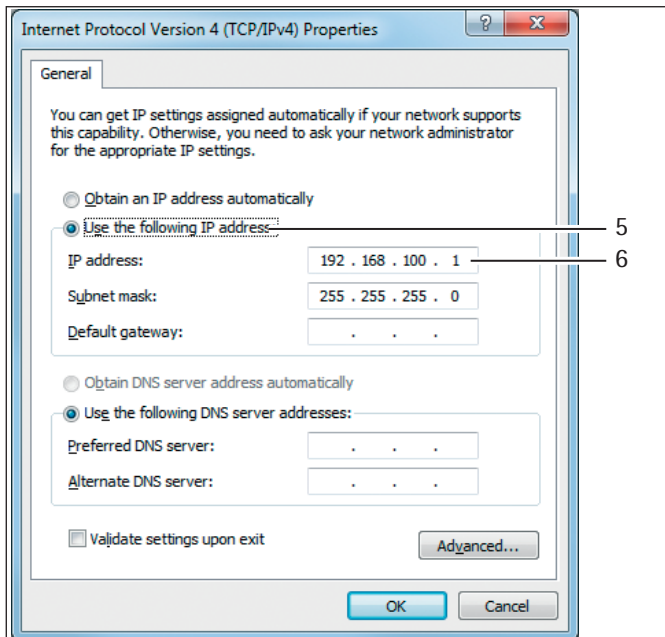 Internet Protocol Version 4 (TCP/IPv4) Properties
?
X
General
You can get IP settings assigned automatically if your network supports
this capability. Otherwise, you need to ask your network administrator
for the appropriate IP settings.
Obtain an IP address automatically
Use the following IP address: 5
IP address: 192 . 168 . 100 . 1 6
Subnet mask: 255 . 255 . 255 . 0
Default gateway: . . .
Obtain DNS server address automatically
Use the following DNS server addresses:
Preferred DNS server: . . .
Alternate DNS server: . . .
Validate settings upon exit
Advanced...
OK Cancel